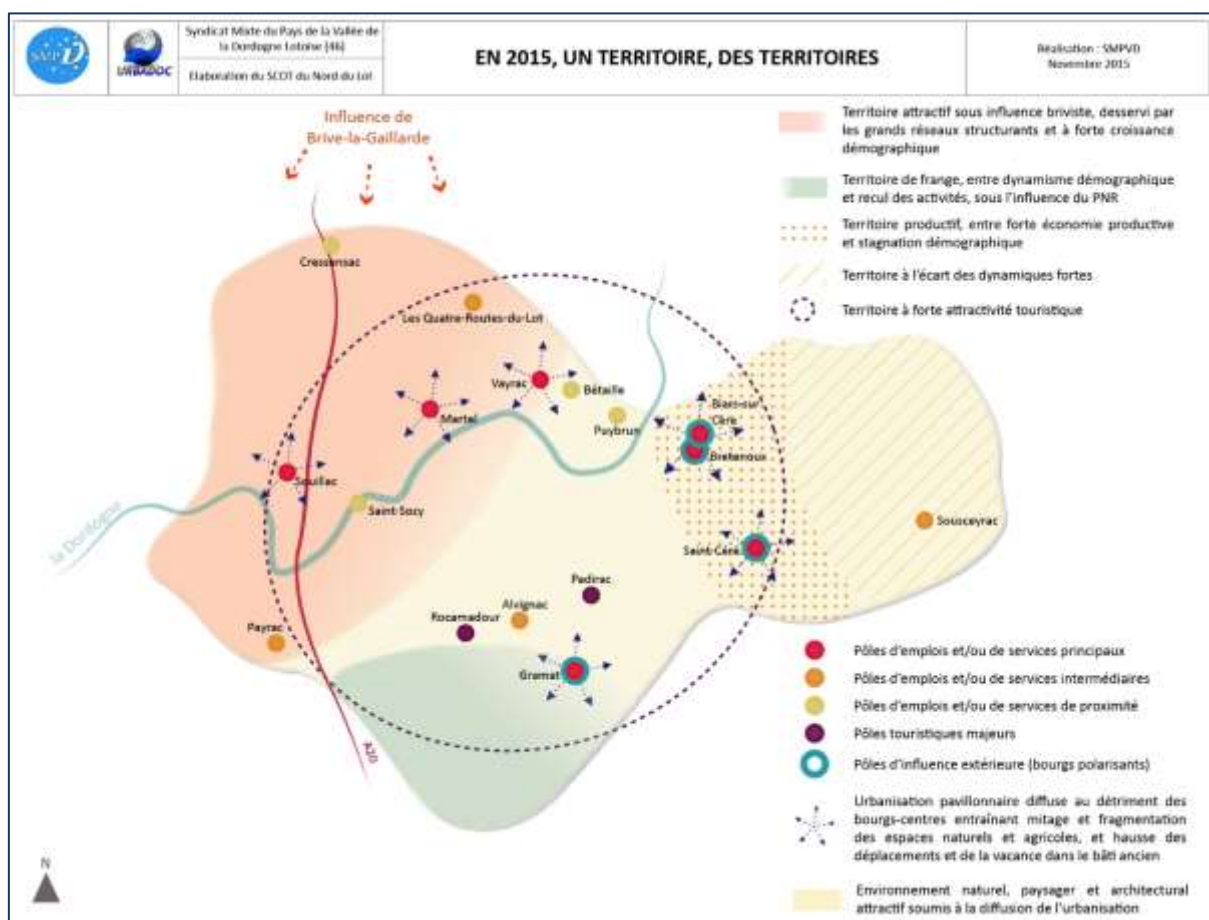 SMPVD
URBADOC
Syndicat Mixte du Pays de la Vallée de
la Dordogne Lotoise (46)
Elaboration du SCOT du Nord du Lot
EN 2015, UN TERRITOIRE, DES TERRITOIRES
Réalisation : SMPVD
Novembre 2015
Influence de
Brive-la-Gaillarde
Territoire attractif sous influence briviste, desservi par
les grands réseaux structurants et à forte croissance
démographique
Territoire de frange, entre dynamisme démographique
et recul des activités, sous l'influence du PNR
Territoire productif, entre forte économie productive
et stagnation démographique
Territoire à l'écart des dynamiques fortes
Territoire à forte attractivité touristique
Cressensac
Les Quatre-Routes-du-Lot
Vayrac
Bétaille
Martel
Puybrun
Biars-sur-
Cère
Bretenoux
Souillac
Saint-Sozy
la Dordogne
Sousceyrac
Saint-Céré
Padirac
Alvignac
Rocamadour
Payrac
Gramat
A20
Pôles d'emplois et/ou de services principaux
Pôles d'emplois et/ou de services intermédiaires
Pôles d'emplois et/ou de services de proximité
Pôles touristiques majeurs
Pôles d'influence extérieure (bourgs polarisants)
Urbanisation pavillonnaire diffuse au détriment des
bourgs-centres entraînant mitage et fragmentation
des espaces naturels et agricoles, et hausse des
déplacements et de la vacance dans le bâti ancien
Environnement naturel, paysager et architectural
attractif soumis à la diffusion de l'urbanisation
N